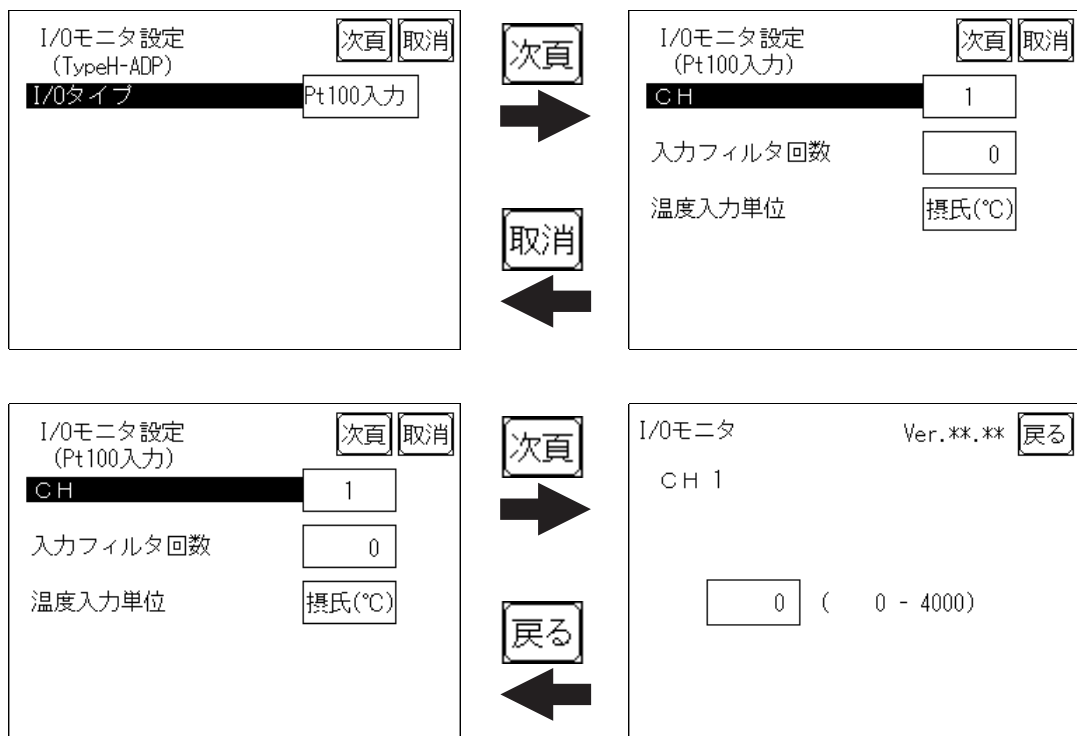 I/Oモニタ設定 次頁 取消
(TypeH-ADP)
I/Oタイプ Pt100入力
次頁
取消
I/Oモニタ設定 次頁 取消
(Pt100入力)
ＣＨ 1
入力フィルタ回数 0
温度入力単位 摂氏(℃)
I/Oモニタ設定 次頁 取消
(Pt100入力)
ＣＨ 1
入力フィルタ回数 0
温度入力単位 摂氏(℃)
次頁
戻る
I/Oモニタ Ver.**.** 戻る
ＣＨ 1
0 ( 0 - 4000)